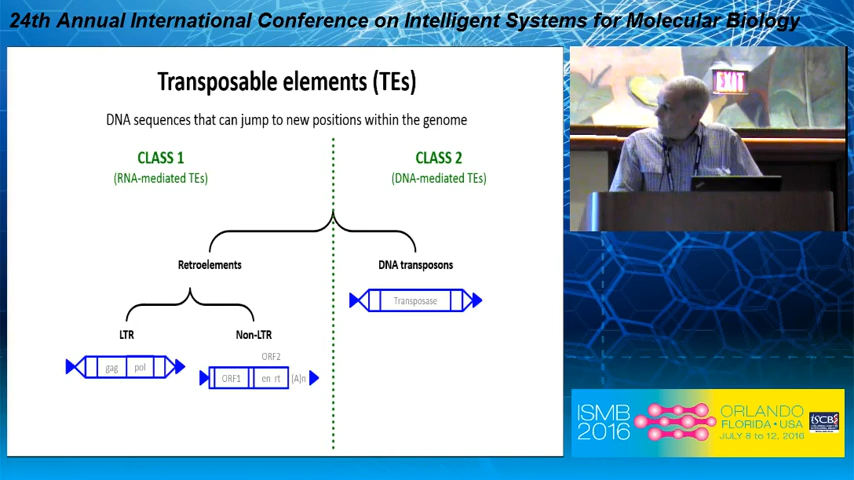 24th Annual International Conference on Intelligent Systems for Molecular Biology
Transposable elements (TEs)
DNA sequences that can jump to new positions within the genome
CLASS 1
(RNA-mediated TEs)
CLASS 2
(DNA-mediated TEs)
Retroelements
DNA transposons
Transposase
LTR
Non-LTR
ORF2
gag pol
ORF1 en rt (A)n
EXIT
ISMB
2016
ORLANDO
FLORIDA • USA
JULY 8 to 12, 2016
ISCB